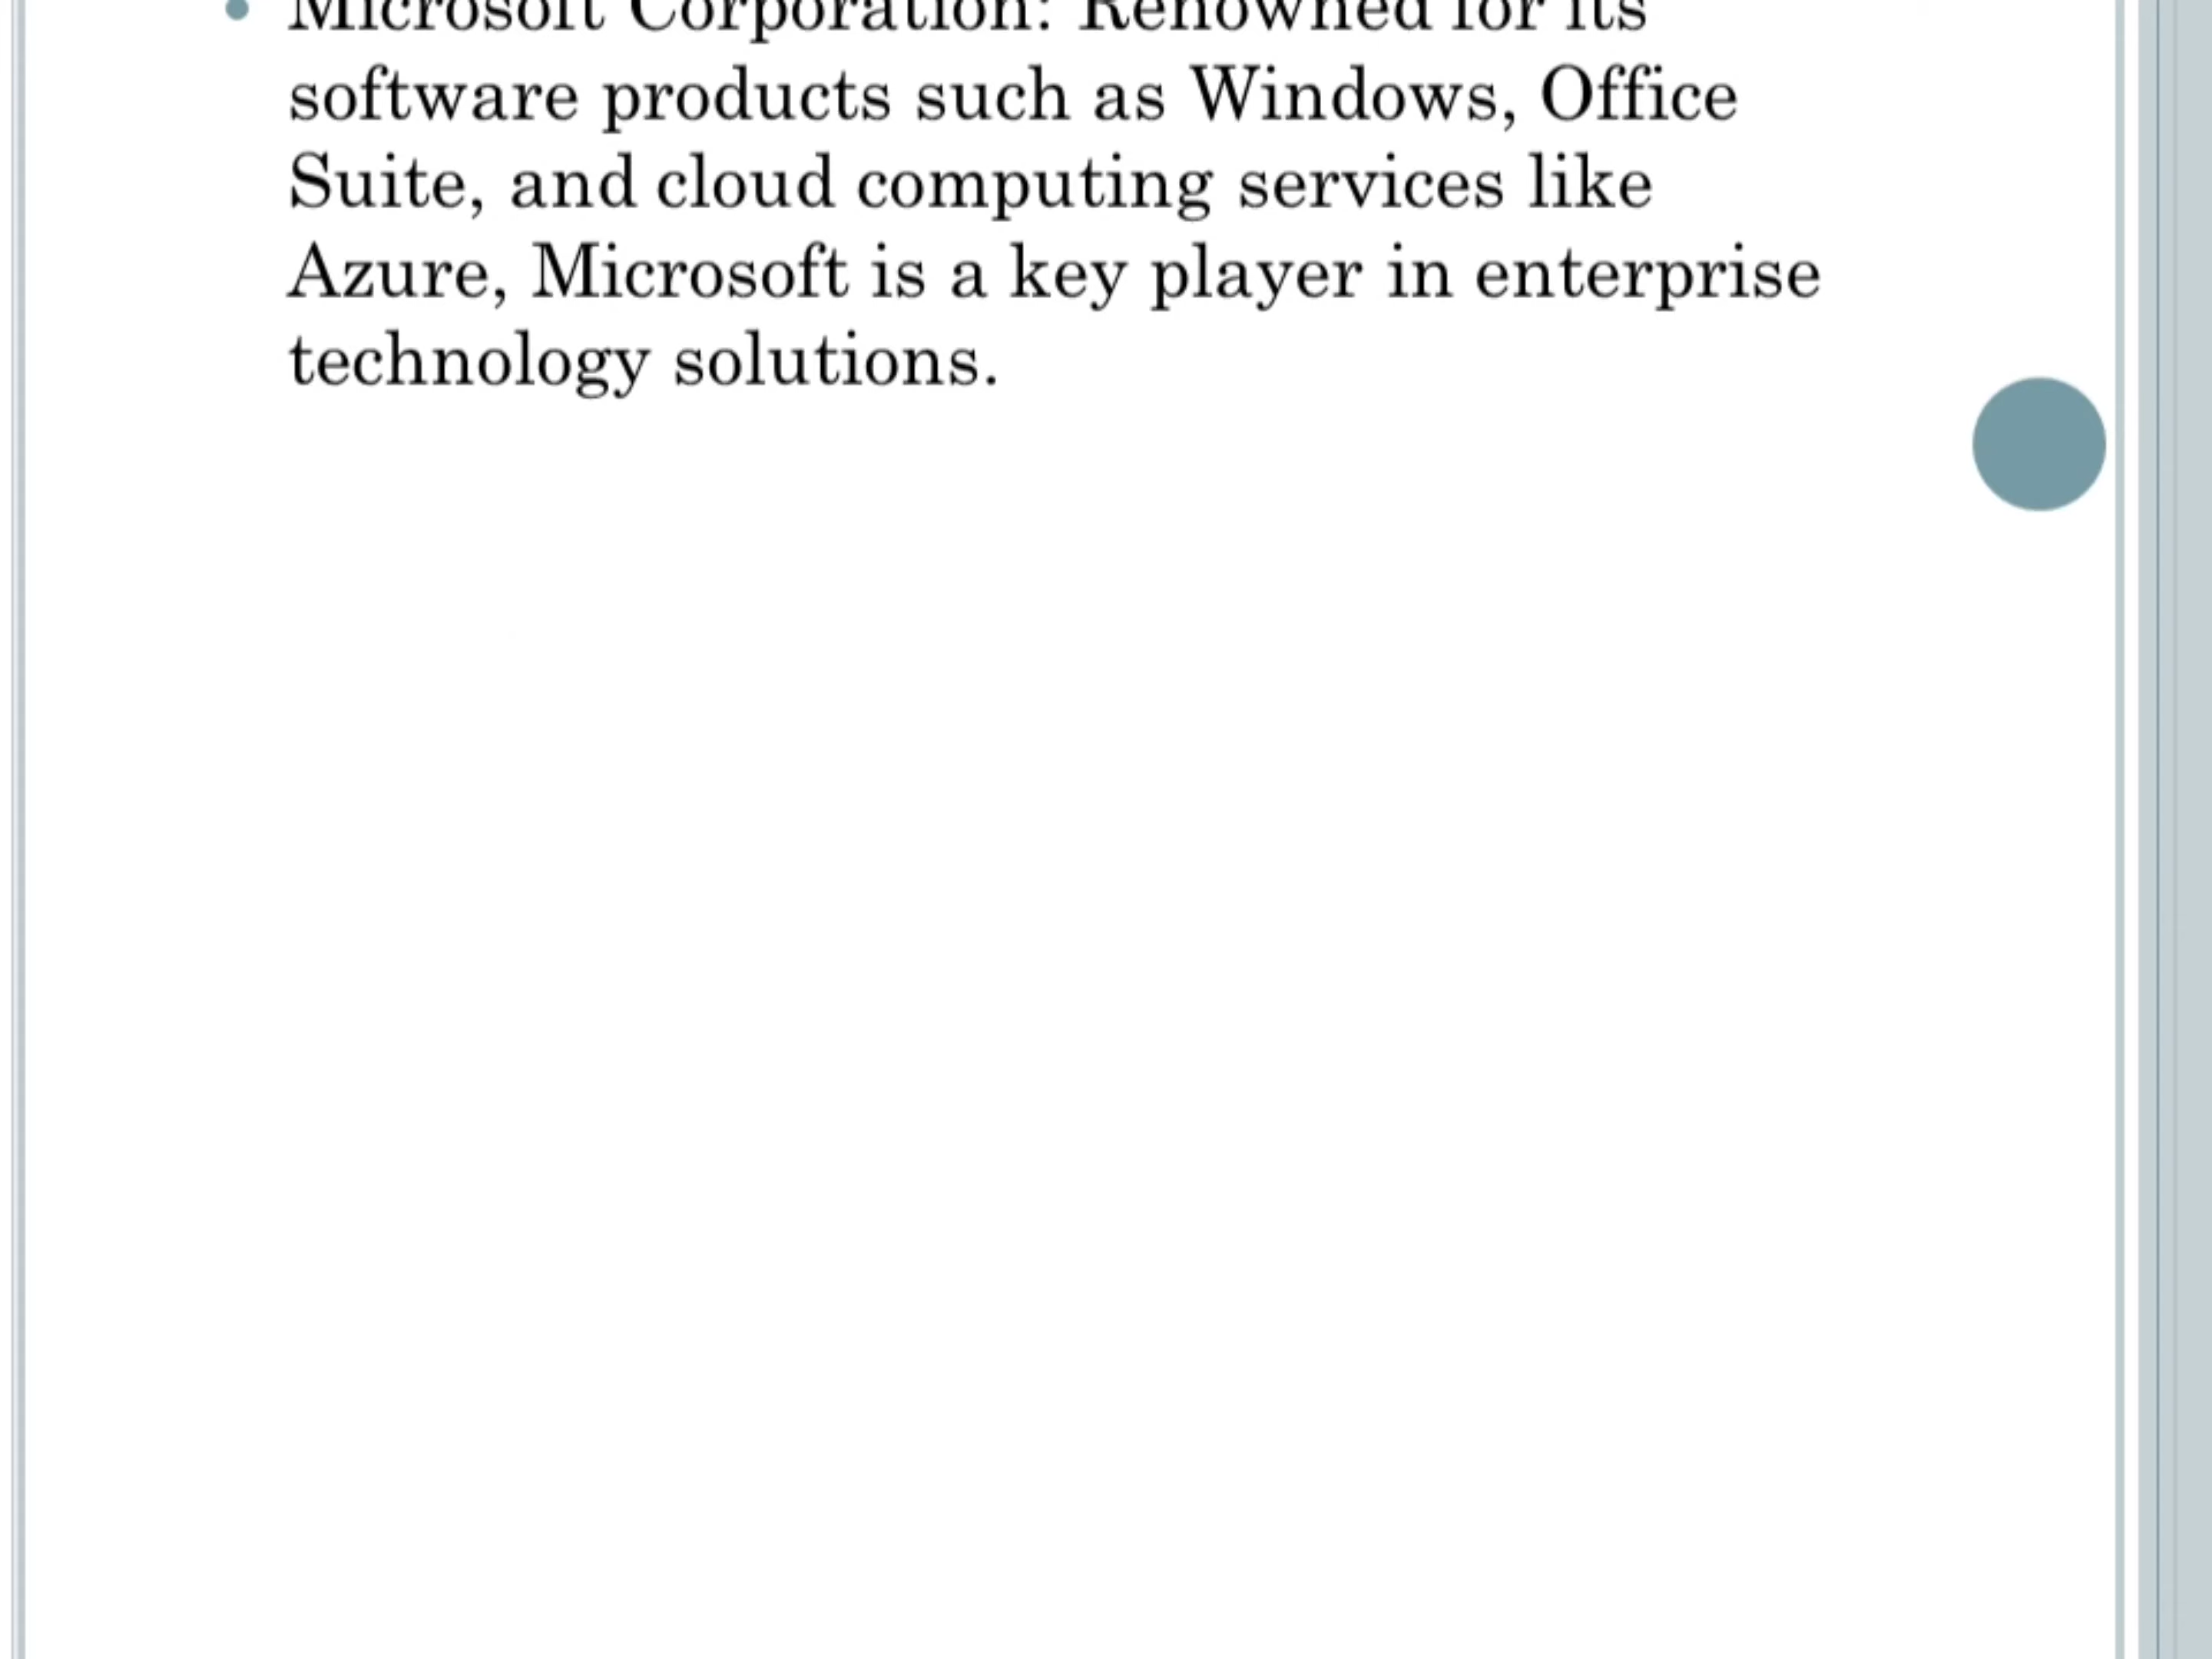 Microsoft Corporation: Renowned for its
software products such as Windows, Office
Suite, and cloud computing services like
Azure, Microsoft is a key player in enterprise
technology solutions.